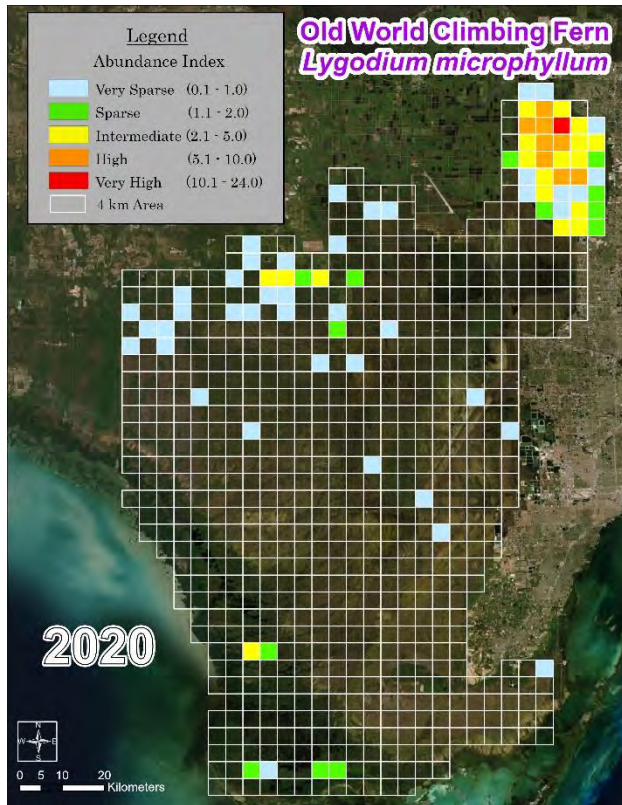 Legend
Abundance Index
Very Sparse (0.1 - 1.0)
Sparse (1.1 - 2.0)
Intermediate (2.1 - 5.0)
High (5.1 - 10.0)
Very High (10.1 - 24.0)
4 km Area
Old World Climbing Fern
Lygodium microphyllum
2020
N
W E
S
0 5 10 20
Kilometers